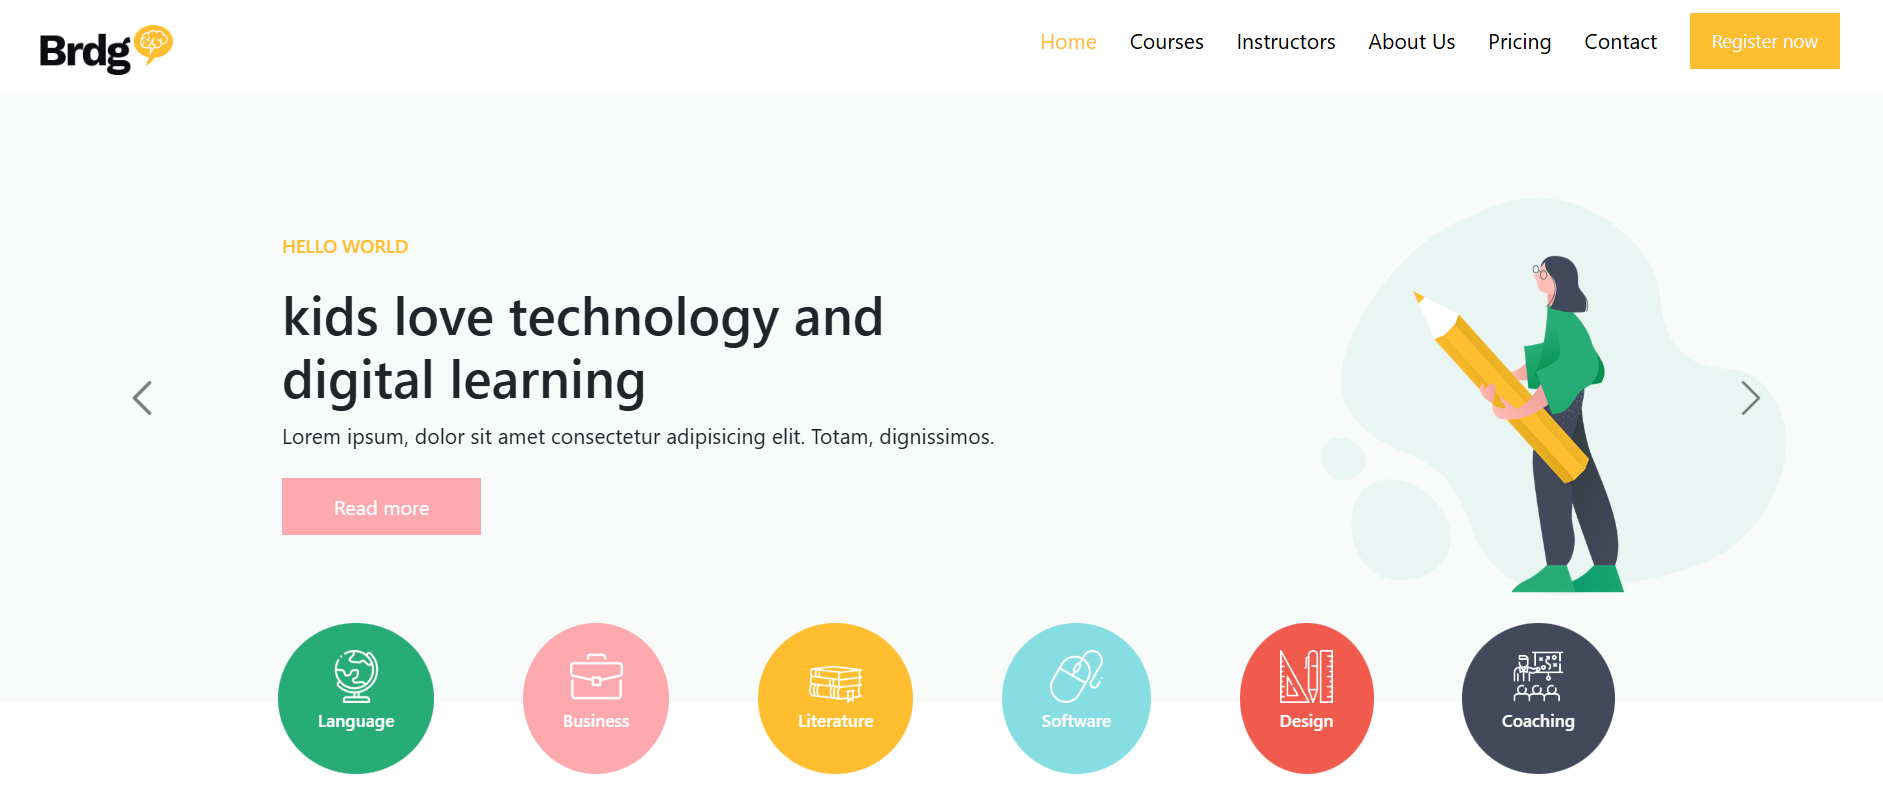 Brdg
Home Courses Instructors About Us Pricing Contact Register now
HELLO WORLD
kids love technology and
digital learning
Lorem ipsum, dolor sit amet consectetur adipisicing elit. Totam, dignissimos.
Read more
Language Business Literature Software Design Coaching